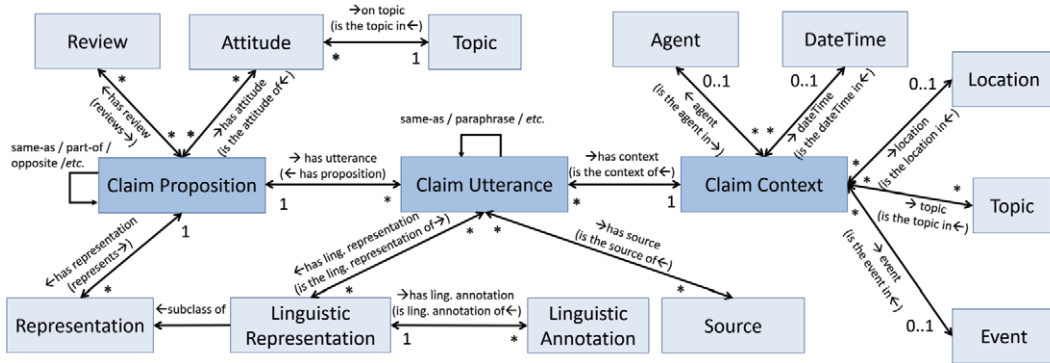 Review
Attitude
→on topic
(is the topic in←)
*
1
Topic
Agent
DateTime
Location
0..1
0..1
0..1
*
*
←has review
(reviews→)
→has attitude
(is the attitude of←)
* *
← agent
(is the agent in→)
→ dateTime
(is the dateTime in←)
* *
→location
(is the location in←)
same-as / part-of /
opposite /etc.
same-as / paraphrase / etc.
Claim Proposition
→ has utterance
(← has proposition)
1
*
Claim Utterance
→has context
(is the context of←)
*
1
Claim Context
*
*
*
*
→ topic
(is the topic in←)
Topic
1
←has representation
(represents→)
*
←has ling. representation
(is the ling. representation of→)
* *
*
→has source
(is the source of←)
*
→ event
(is the event in←)
0..1
Representation
←subclass of
Linguistic
Representation
→has ling. annotation
(is ling. annotation of←)
1
*
Linguistic
Annotation
Source
Event